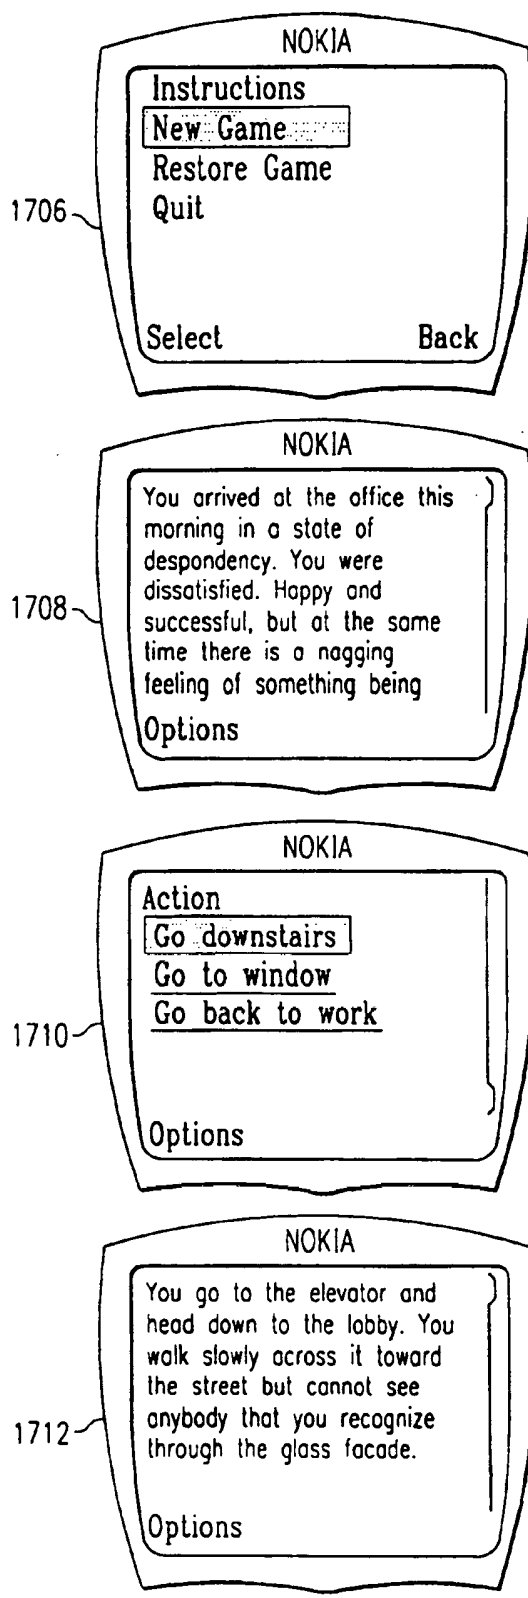 NOKIA
Instructions
New Game
Restore Game
Quit
1706
Select Back
NOKIA
You arrived at the office this
morning in a state of
despondency. You were
dissatisfied. Happy and
1708
successful, but at the same
time there is a nagging
feeling of something being
Options
NOKIA
Action
Go downstairs
Go to window
Go back to work
1710
Options
NOKIA
You go to the elevator and
head down to the lobby. You
walk slowly across it toward
the street but cannot see
anybody that you recognize
1712
through the glass facade.
Options